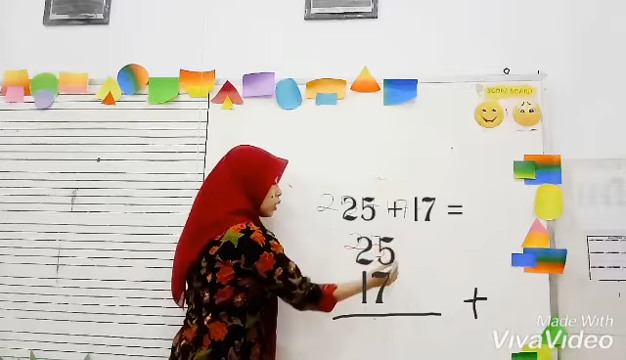 SCORE BOARD
25 + 17 =
25
17
+
Made With
VivaVideo